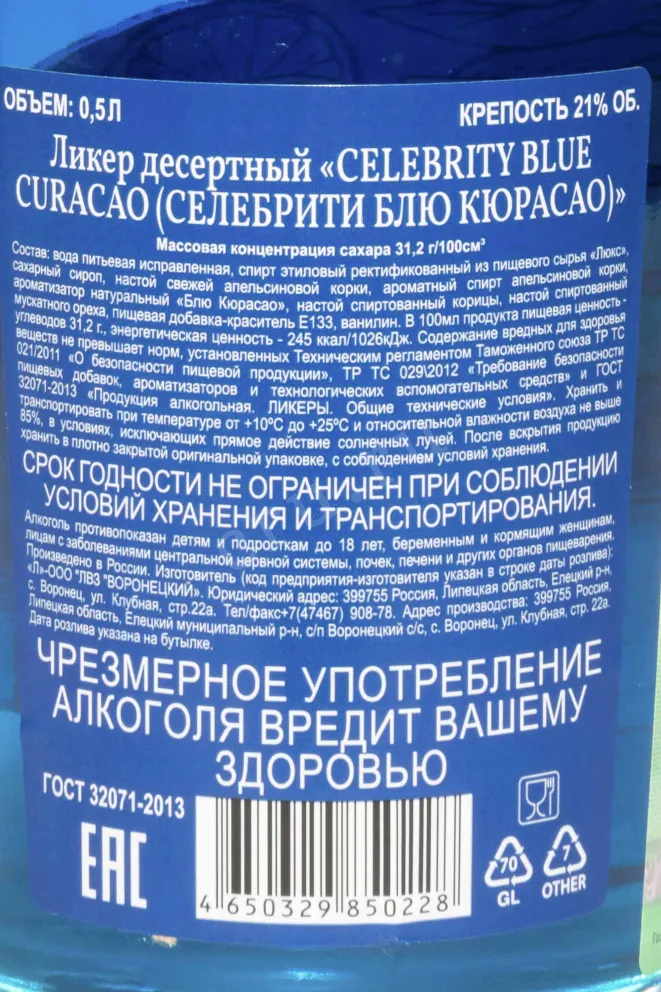 ОБЪЕМ: 0,5Л
КРЕПОСТЬ 21% ОБ.
Ликер десертный «CELEBRITY BLUE
CURACAO (СЕЛЕБРИТИ БЛЮ КЮРАСАО)»
Массовая концентрация сахара 31,2 г/100см³
Состав: вода питьевая исправленная, спирт этиловый ректификованный из пищевого сырья «Люкс»,
сахарный сироп, настой свежей апельсиновой корки, ароматный спирт апельсиновой корки,
ароматизатор натуральный «Блю Кюрасао», настой спиртованный корицы, настой спиртованный
мускатного ореха, пищевая добавка-краситель Е133, ванилин. В 100мл продукта пищевая ценность -
углеводов 31,2 г., энергетическая ценность - 245 ккал/1026кДж. Содержание вредных для здоровья
веществ не превышает норм, установленных Техническим регламентом Таможенного союза ТР ТС
021/2011 «О безопасности пищевой продукции», ТР ТС 029\2012 «Требование безопасности
пищевых добавок, ароматизаторов и технологических вспомогательных средств» и ГОСТ
32071-2013 «Продукция алкогольная. ЛИКЕРЫ. Общие технические условия». Хранить и
транспортировать при температуре от +10°С до +25°С и относительной влажности воздуха не выше
85%, в условиях, исключающих прямое действие солнечных лучей. После вскрытия продукцию
хранить в плотно закрытой оригинальной упаковке, с соблюдением условий хранения.
СРОК ГОДНОСТИ НЕ ОГРАНИЧЕН ПРИ СОБЛЮДЕНИИ
УСЛОВИЙ ХРАНЕНИЯ И ТРАНСПОРТИРОВАНИЯ.
Алкоголь противопоказан детям и подросткам до 18 лет, беременным и кормящим женщинам,
лицам с заболеваниями центральной нервной системы, почек, печени и других органов пищеварения.
Произведено в России. Изготовитель (код предприятия-изготовителя указан в строке даты розлива):
«Л»-ООО "ЛВЗ "ВОРОНЕЦКИЙ». Юридический адрес: 399755 Россия, Липецкая область, Елецкий р-н,
с. Воронец, ул. Клубная, стр.22а. Тел/факс+7(47467) 908-78. Адрес производства: 399755 Россия,
Липецкая область, Елецкий муниципальный р-н, с/п Воронецкий с/с, с. Воронец, ул. Клубная, стр. 22а.
Дата розлива указана на бутылке.
ЧРЕЗМЕРНОЕ УПОТРЕБЛЕНИЕ
АЛКОГОЛЯ ВРЕДИТ ВАШЕМУ
ЗДОРОВЬЮ
ГОСТ 32071-2013
EAC
4 650329 850228
70
GL
7
OTHER